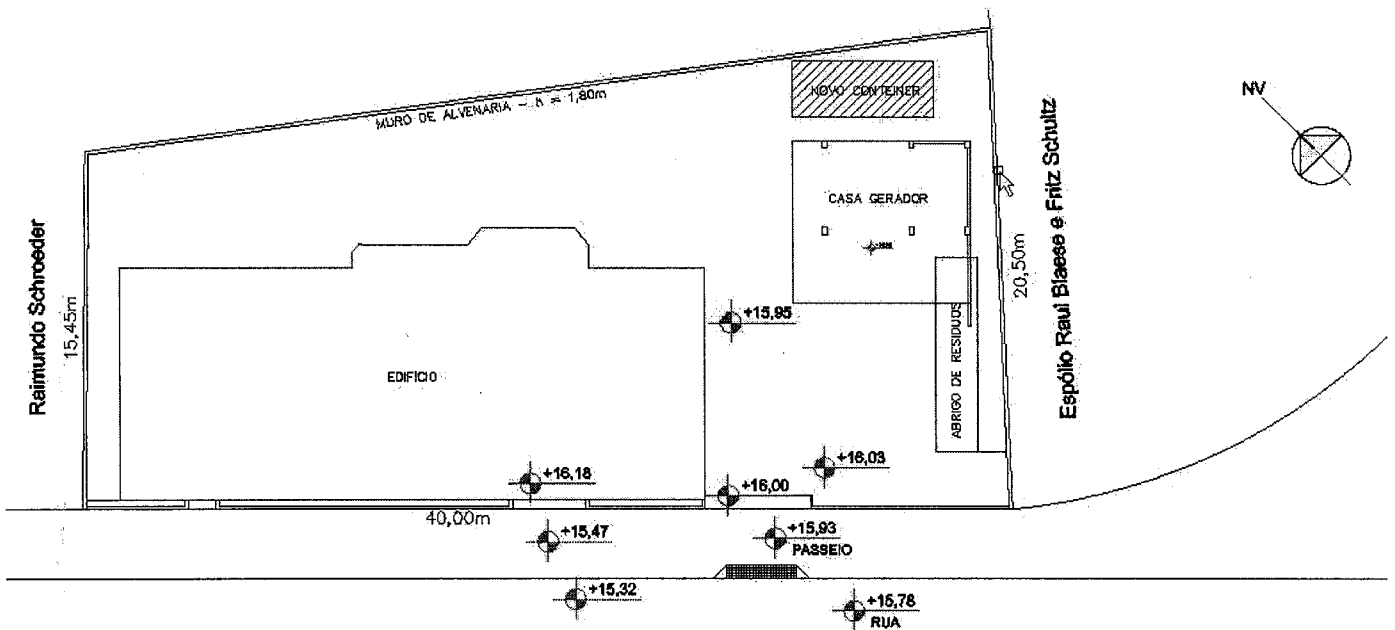 MURO DE ALVENARIA - h = 1,80m
NOVO CONTEINER
NV
CASA GERADOR
Raimundo Schroeder
15,45m
20,50m
Espólio Raul Blaese e Fritz Schultz
+15,95
EDIFICIO
ABRIGO DE RESIDUOS
+16,18
+16,03
+16,00
40,00m
+15,47
+15,93
PASSEIO
+15,32
+15,78
RUA